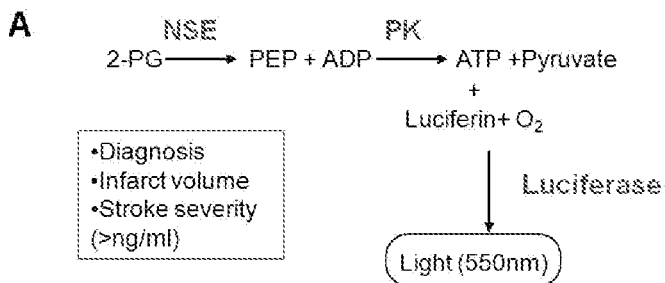 A
NSE PK
2-PG PEP + ADP ATP +Pyruvate
+
Luciferin+ O₂
•Diagnosis
•Infarct volume
•Stroke severity
(>ng/ml)
Luciferase
Light (550nm)